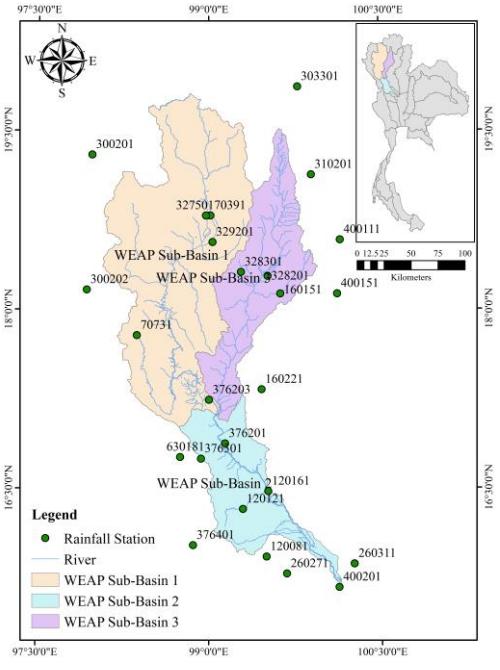 97°30'0"E 99°0'0"E 100°30'0"E
N
W E
S
303301
19°30'0"N 19°30'0"N
300201
310201
32750170391
329201
400111
WEAP Sub-Basin 1
328301
WEAP Sub-Basin 328201
160151
300202
400151
0 12.525 50 75 100
Kilometers
18°0'0"N 18°0'0"N
70731
160221
376203
376201
630181 376301
WEAP Sub-Basin 2
120161
16°30'0"N 16°30'0"N
120121
376401
120081
260271
260311
400201
Legend
Rainfall Station
River
WEAP Sub-Basin 1
WEAP Sub-Basin 2
WEAP Sub-Basin 3
97°30'0"E 99°0'0"E 100°30'0"E